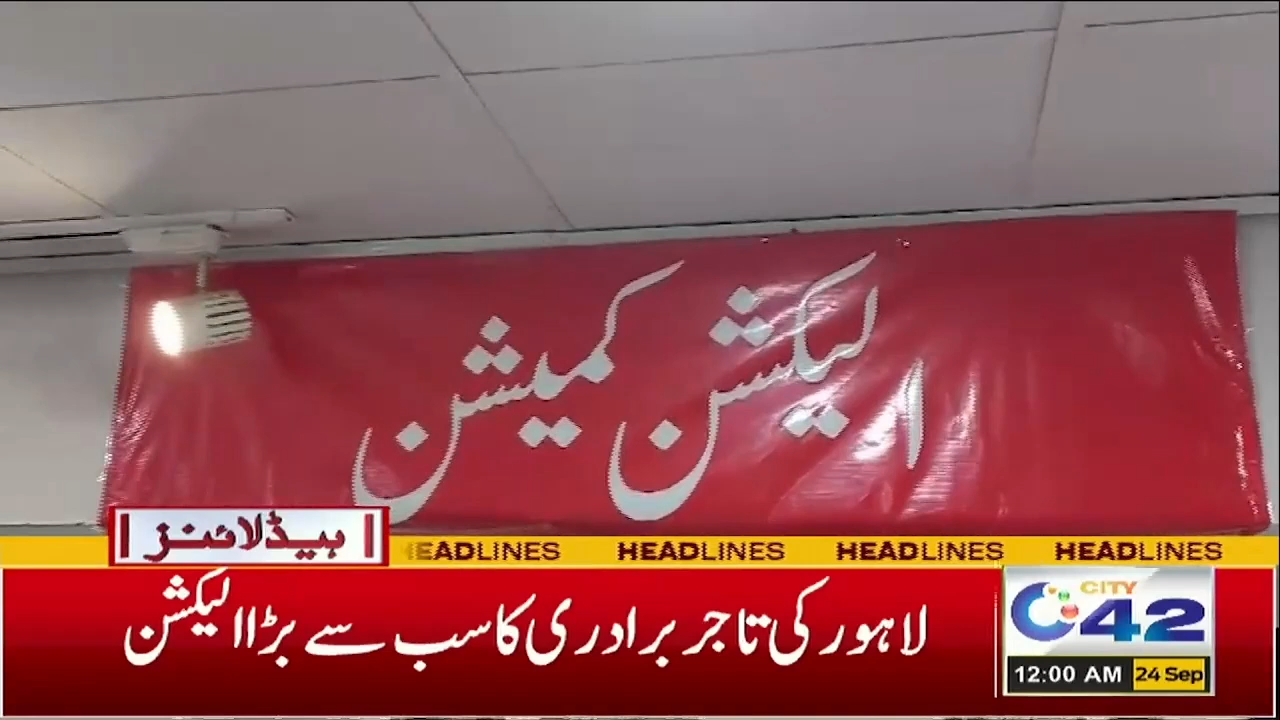 الیکشن کمیشن
ہیڈلائنز
EADLINES HEADLINES HEADLINES HEADLINES
لاہور کی تاجر برادری کا سب سے بڑا الیکشن
CITY
42
12:00 AM 24 Sep